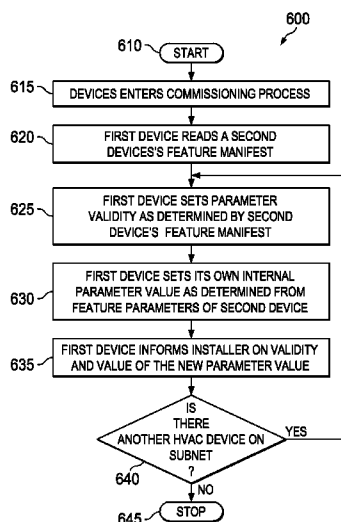 600
610
START
615
DEVICES ENTERS COMMISSIONING PROCESS
620
FIRST DEVICE READS A SECOND
DEVICES'S FEATURE MANIFEST
625
FIRST DEVICE SETS PARAMETER
VALIDITY AS DETERMINED BY SECOND
DEVICE'S FEATURE MANIFEST
630
FIRST DEVICE SETS ITS OWN INTERNAL
PARAMETER VALUE AS DETERMINED FROM
FEATURE PARAMETERS OF SECOND DEVICE
635
FIRST DEVICE INFORMS INSTALLER ON VALIDITY
AND VALUE OF THE NEW PARAMETER VALUE
IS
THERE
ANOTHER HVAC DEVICE ON
SUBNET
?
YES
640
NO
645
STOP